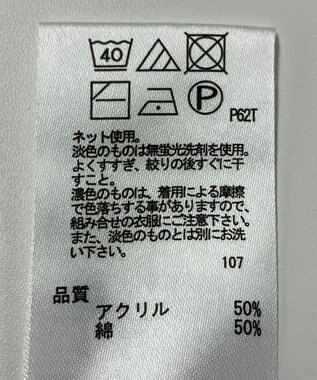 40
P
P62T
ネット使用。
淡色のものは無蛍光洗剤を使用。
よくすすぎ、絞りの後すぐに干
すこと。
濃色のものは、着用による摩擦
で色落ちする事がありますので、
組み合せの衣服にご注意下さい。
また、淡色のものとは別にお洗
い下さい。
107
品質
アクリル 50%
綿 50%